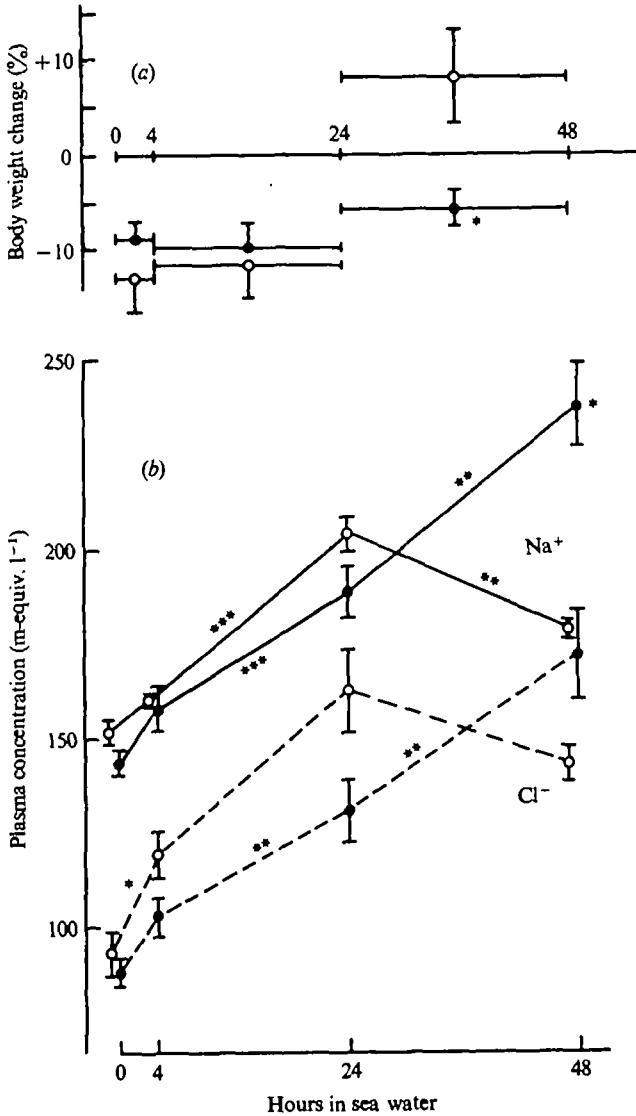 Body weight change (%)
+10
0
−10
(a)
0 4 24 48
*
Plasma concentration (m-equiv. l⁻¹)
250
200
150
100
(b)
*
**
Na⁺
**
***
***
**
Cl⁻
*
**
0 4 24 48
Hours in sea water